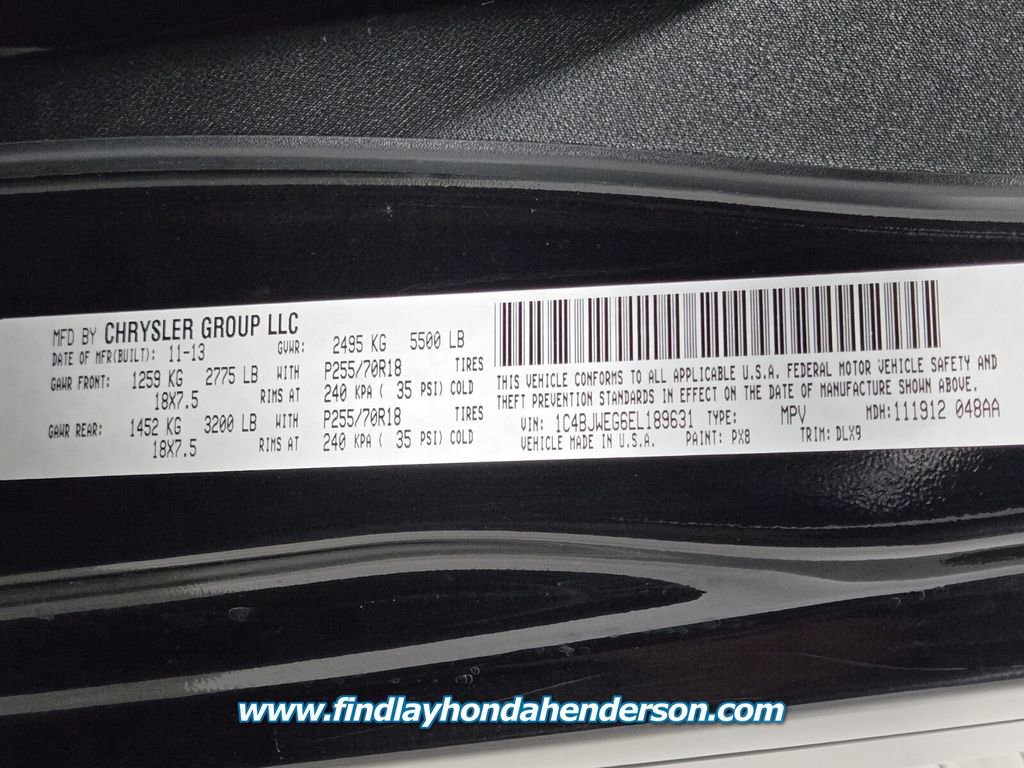 MFD BY CHRYSLER GROUP LLC
DATE OF MFR(BUILT): 11-13 GVWR: 2495 KG 5500 LB
GAWR FRONT: 1259 KG 2775 LB WITH P255/70R18 TIRES
18X7.5 RIMS AT 240 KPA ( 35 PSI) COLD
GAWR REAR: 1452 KG 3200 LB WITH P255/70R18 TIRES
18X7.5 RIMS AT 240 KPA ( 35 PSI) COLD
THIS VEHICLE CONFORMS TO ALL APPLICABLE U.S.A. FEDERAL MOTOR VEHICLE SAFETY AND
THEFT PREVENTION STANDARDS IN EFFECT ON THE DATE OF MANUFACTURE SHOWN ABOVE.
VIN: 1C4BJWEG6EL189631 TYPE: MPV MDH: 111912 048AA
VEHICLE MADE IN U.S.A. PAINT: PX8 TRIM: DLX9
www.findlayhondahenderson.com